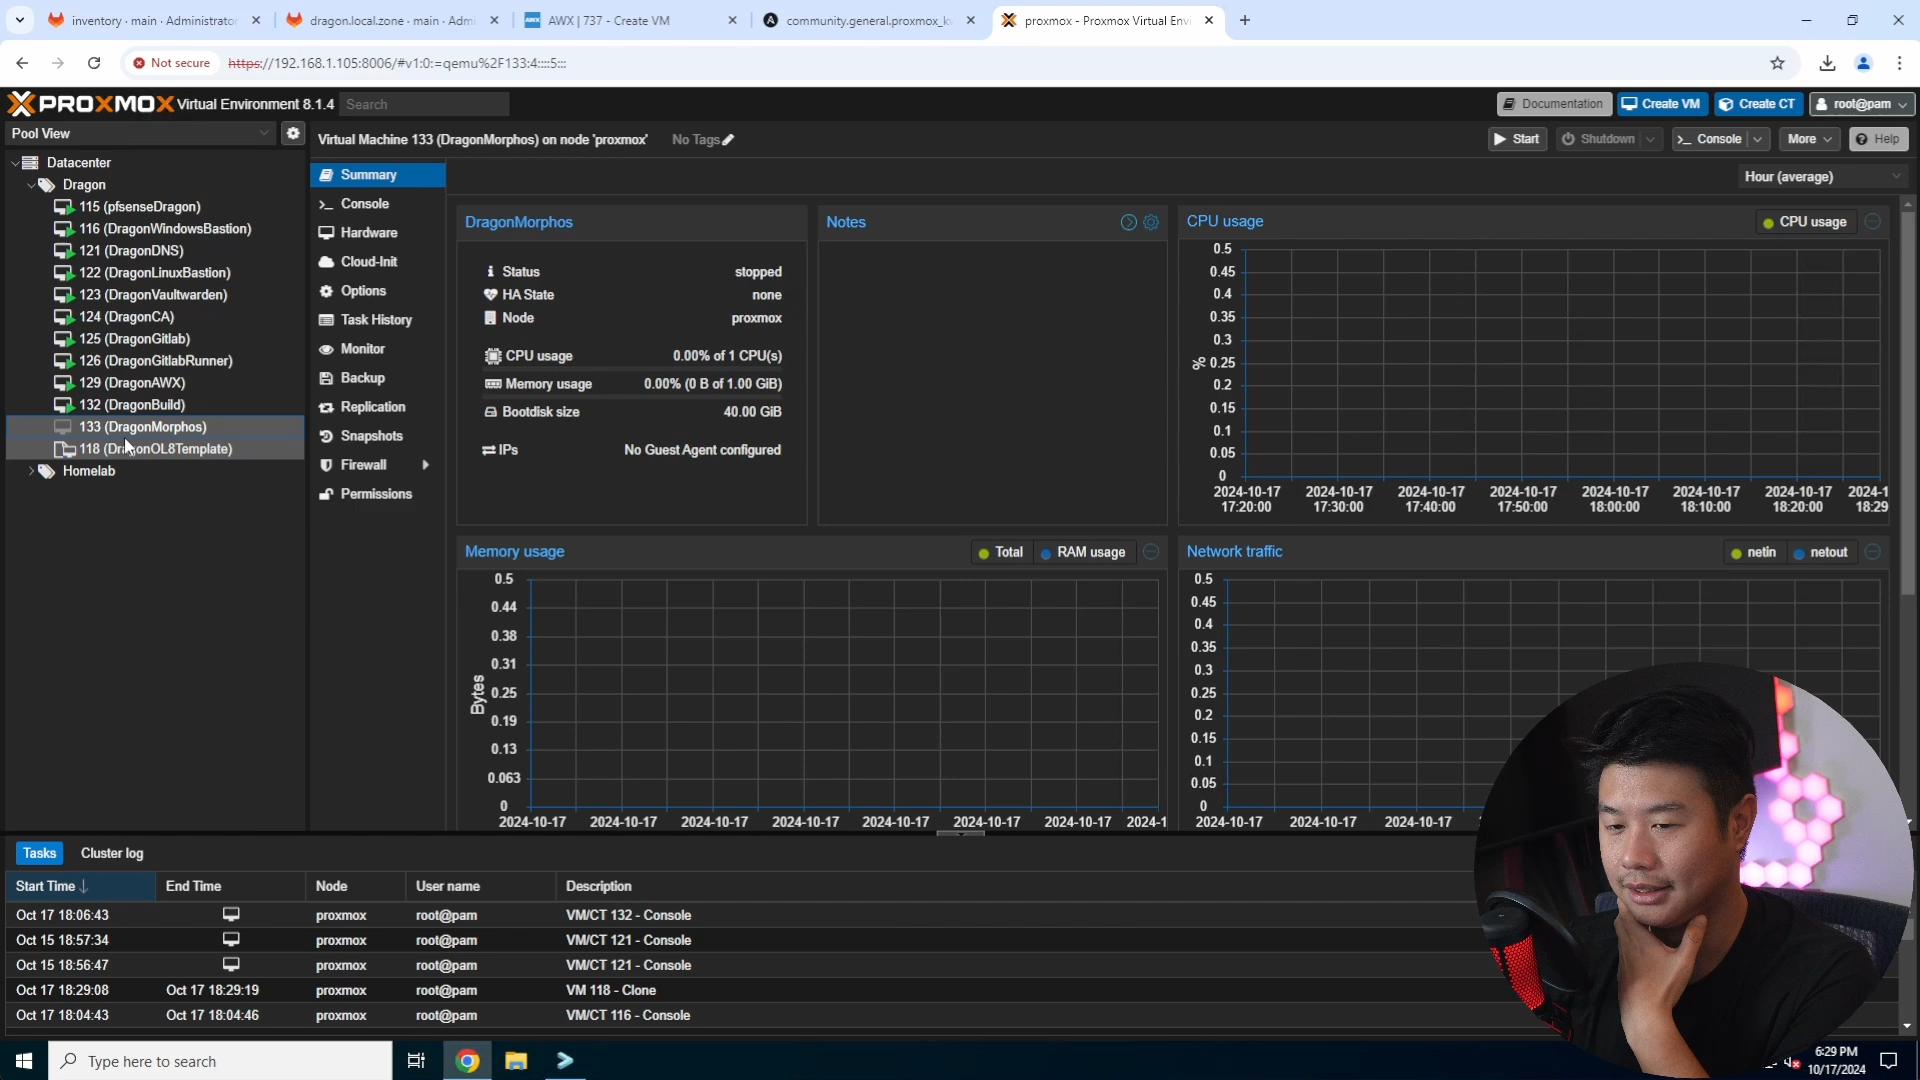 inventory · main · Administrator
dragon.local.zone · main · Admi
AWX | 737 - Create VM
community.general.proxmox_kv
proxmox - Proxmox Virtual Envi
Not secure
https://192.168.1.105:8006/#v1:0:=qemu%2F133:4::::5:::
PROXMOX Virtual Environment 8.1.4
Search
Documentation
Create VM
Create CT
root@pam
Pool View
Virtual Machine 133 (DragonMorphos) on node 'proxmox'
No Tags
Start
Shutdown
Console
More
Help
Hour (average)
Datacenter
Dragon
115 (pfsenseDragon)
116 (DragonWindowsBastion)
121 (DragonDNS)
122 (DragonLinuxBastion)
123 (DragonVaultwarden)
124 (DragonCA)
125 (DragonGitlab)
126 (DragonGitlabRunner)
129 (DragonAWX)
132 (DragonBuild)
133 (DragonMorphos)
118 (DragonOL8Template)
Homelab
Summary
Console
Hardware
Cloud-Init
Options
Task History
Monitor
Backup
Replication
Snapshots
Firewall
Permissions
DragonMorphos
Status stopped
HA State none
Node proxmox
CPU usage 0.00% of 1 CPU(s)
Memory usage 0.00% (0 B of 1.00 GiB)
Bootdisk size 40.00 GiB
IPs No Guest Agent configured
Notes
CPU usage
CPU usage
0.5
0.45
0.4
0.35
0.3
% 0.25
0.2
0.15
0.1
0.05
0
2024-10-17 2024-10-17 2024-10-17 2024-10-17 2024-10-17 2024-10-17 2024-10-17 2024-1
17:20:00 17:30:00 17:40:00 17:50:00 18:00:00 18:10:00 18:20:00 18:29
Memory usage
Total RAM usage
0.5
0.44
0.38
0.31
Bytes 0.25
0.19
0.13
0.063
0
2024-10-17 2024-10-17 2024-10-17 2024-10-17 2024-10-17 2024-10-17 2024-10-17 2024-1
Network traffic
netin netout
0.5
0.45
0.4
0.35
0.3
0.25
0.2
0.15
0.1
0.05
0
2024-10-17 2024-10-17 2024-10-17
Tasks Cluster log
Start Time End Time Node User name Description
Oct 17 18:06:43 proxmox root@pam VM/CT 132 - Console
Oct 15 18:57:34 proxmox root@pam VM/CT 121 - Console
Oct 15 18:56:47 proxmox root@pam VM/CT 121 - Console
Oct 17 18:29:08 Oct 17 18:29:19 proxmox root@pam VM 118 - Clone
Oct 17 18:04:43 Oct 17 18:04:46 proxmox root@pam VM/CT 116 - Console
Type here to search
6:29 PM
10/17/2024